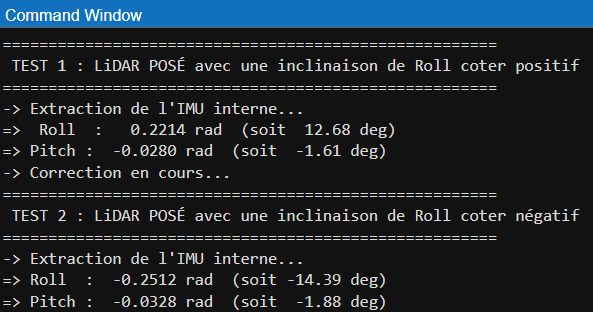 Command Window
======================================================
TEST 1 : LiDAR POSÉ avec une inclinaison de Roll coter positif
======================================================
-> Extraction de l'IMU interne...
=>  Roll  :   0.2214 rad  (soit  12.68 deg)
=> Pitch :  -0.0280 rad  (soit  -1.61 deg)
-> Correction en cours...
======================================================
TEST 2 : LiDAR POSÉ avec une inclinaison de Roll coter négatif
======================================================
-> Extraction de l'IMU interne...
=> Roll  :  -0.2512 rad  (soit -14.39 deg)
=> Pitch :  -0.0328 rad  (soit  -1.88 deg)